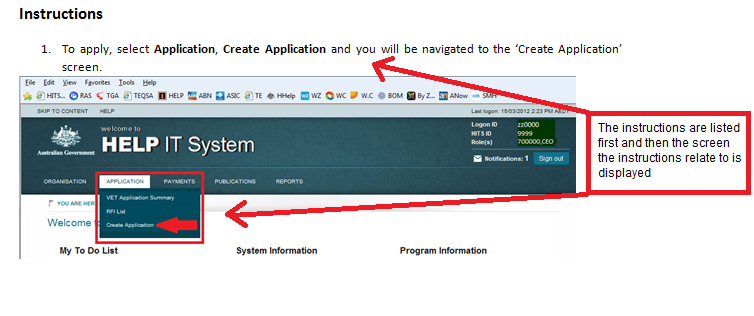 Instructions
1. To apply, select Application, Create Application and you will be navigated to the ‘Create Application’
screen.
File Edit View Favorites Tools Help
HITS... RAS TGA TEQSA HELP ABN ASIC TE HHelp WZ WC W.C BOM By Z... ANow SMH
SKIP TO CONTENT HELP
Last logon: 15/03/2012 2:23 PM AEDT
welcome to
HELP IT System
Australian Government
Logon ID zz0000
HITS ID 9999
Role(s) 700000,CEO
Notifications: 1 Sign out
ORGANISATION APPLICATION PAYMENTS PUBLICATIONS REPORTS
VET Application Summary
YOU ARE HER
RFI List
Welcome
Create Application
My To Do List System Information Program Information
The instructions are listed
first and then the screen
the instructions relate to is
displayed